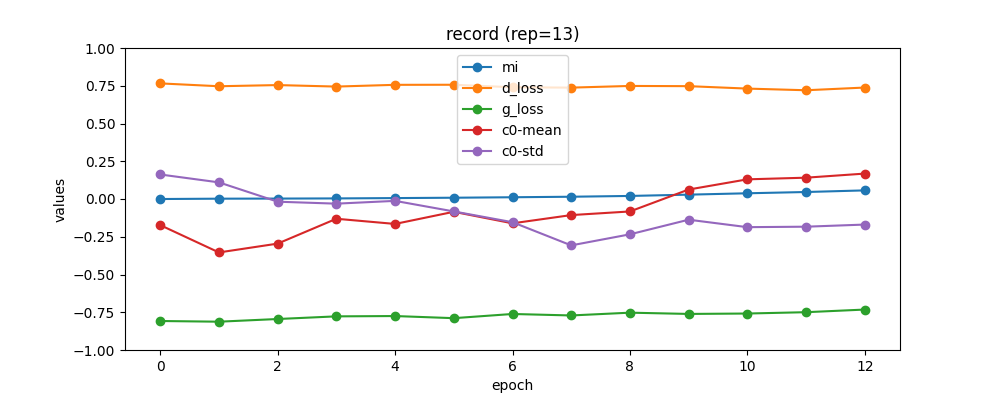 record (rep=13)
1.00
0.75
0.50
0.25
0.00
−0.25
−0.50
−0.75
−1.00
values
mi
d_loss
g_loss
c0-mean
c0-std
0 2 4 6 8 10 12
epoch